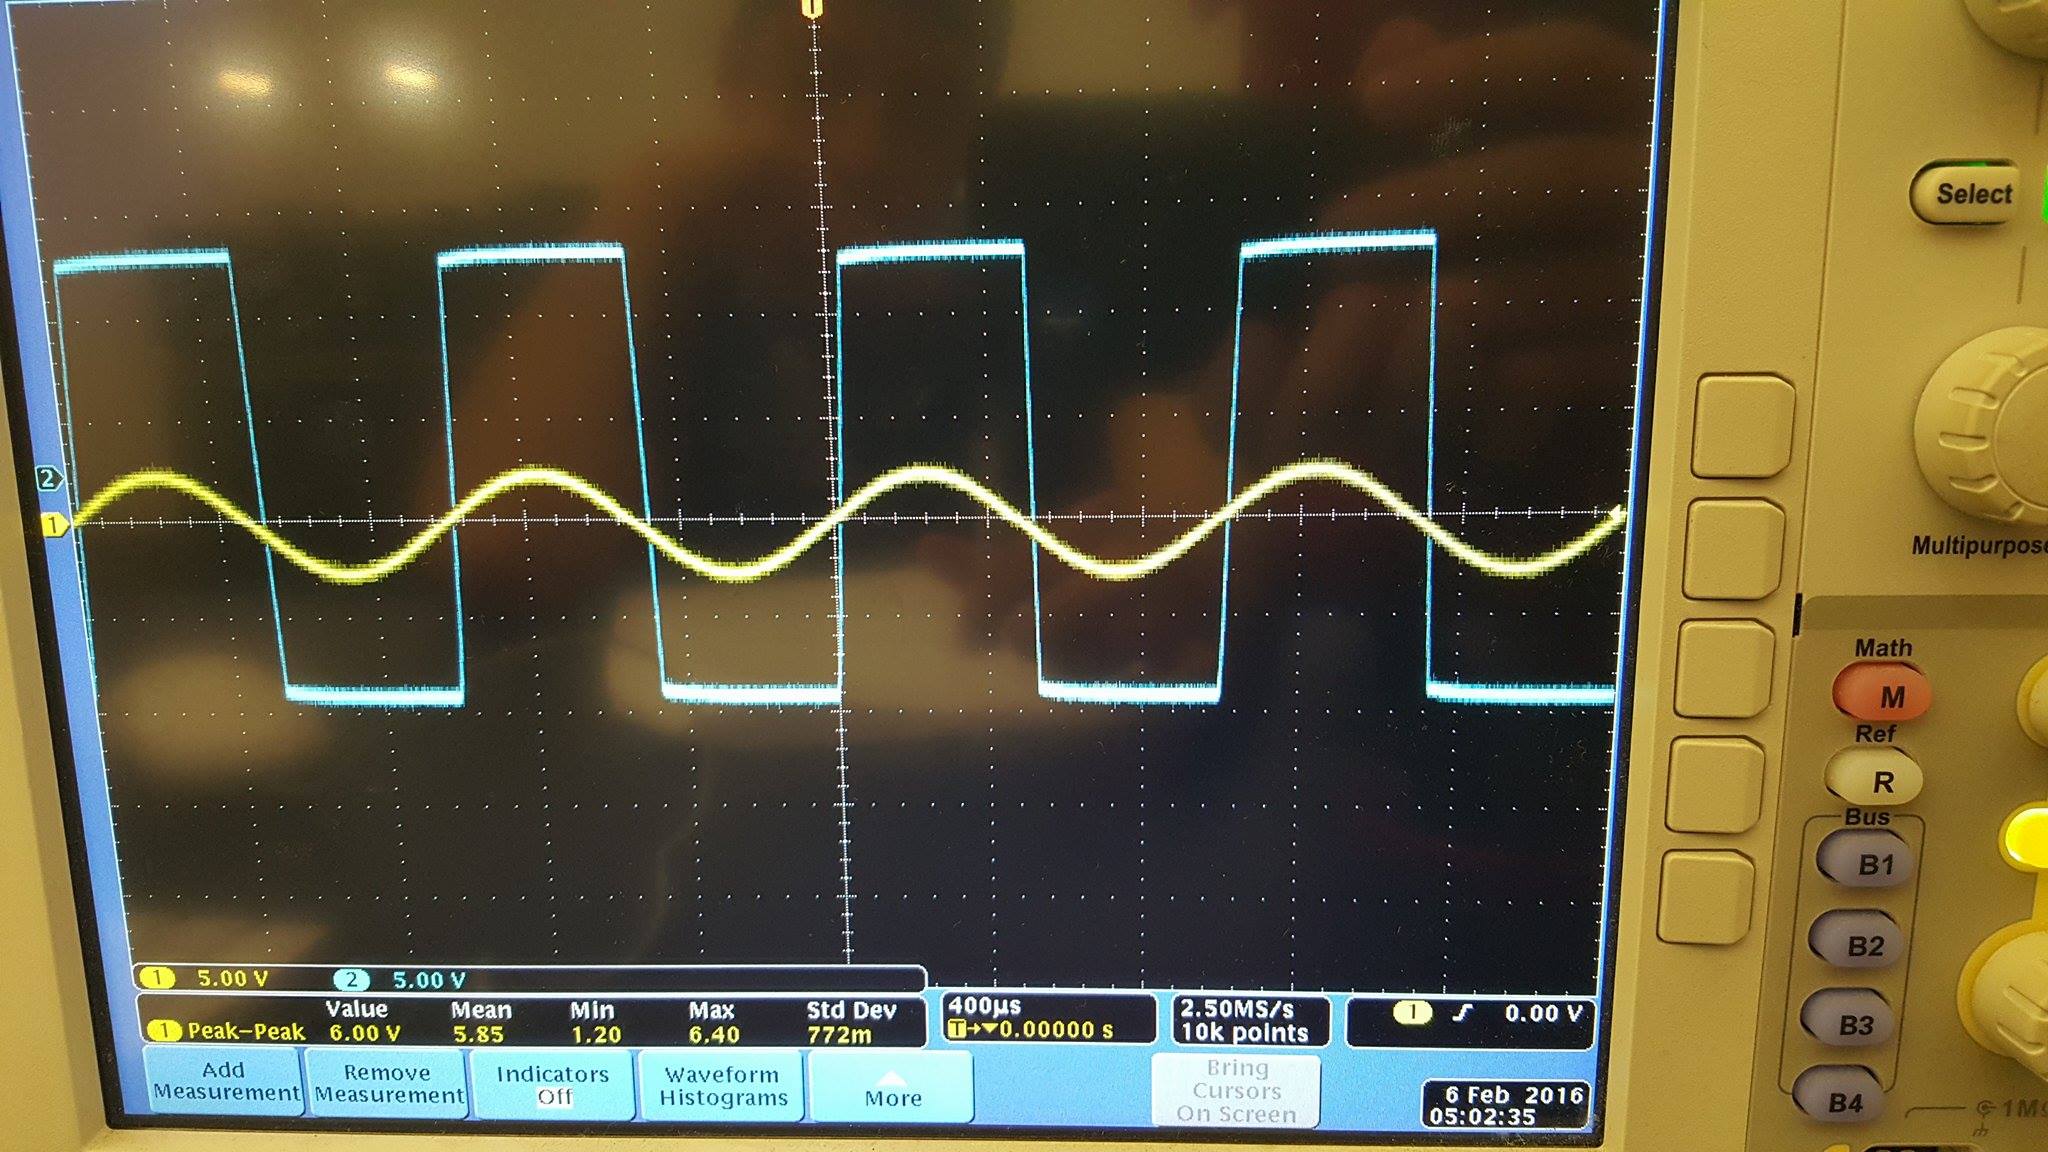 Select
2
1
Multipurpose
Math
M
Ref
R
Bus
B1
B2
B3
B4
1 5.00 V 2 5.00 V
Value Mean Min Max Std Dev
1 Peak-Peak 6.00 V 5.85 1.20 6.40 772m
400µs
T→▼0.00000 s
2.50MS/s
10k points
1 0.00 V
Add
Measurement
Remove
Measurement
Indicators
Off
Waveform
Histograms
More
Bring
Cursors
On Screen
6 Feb 2016
05:02:35